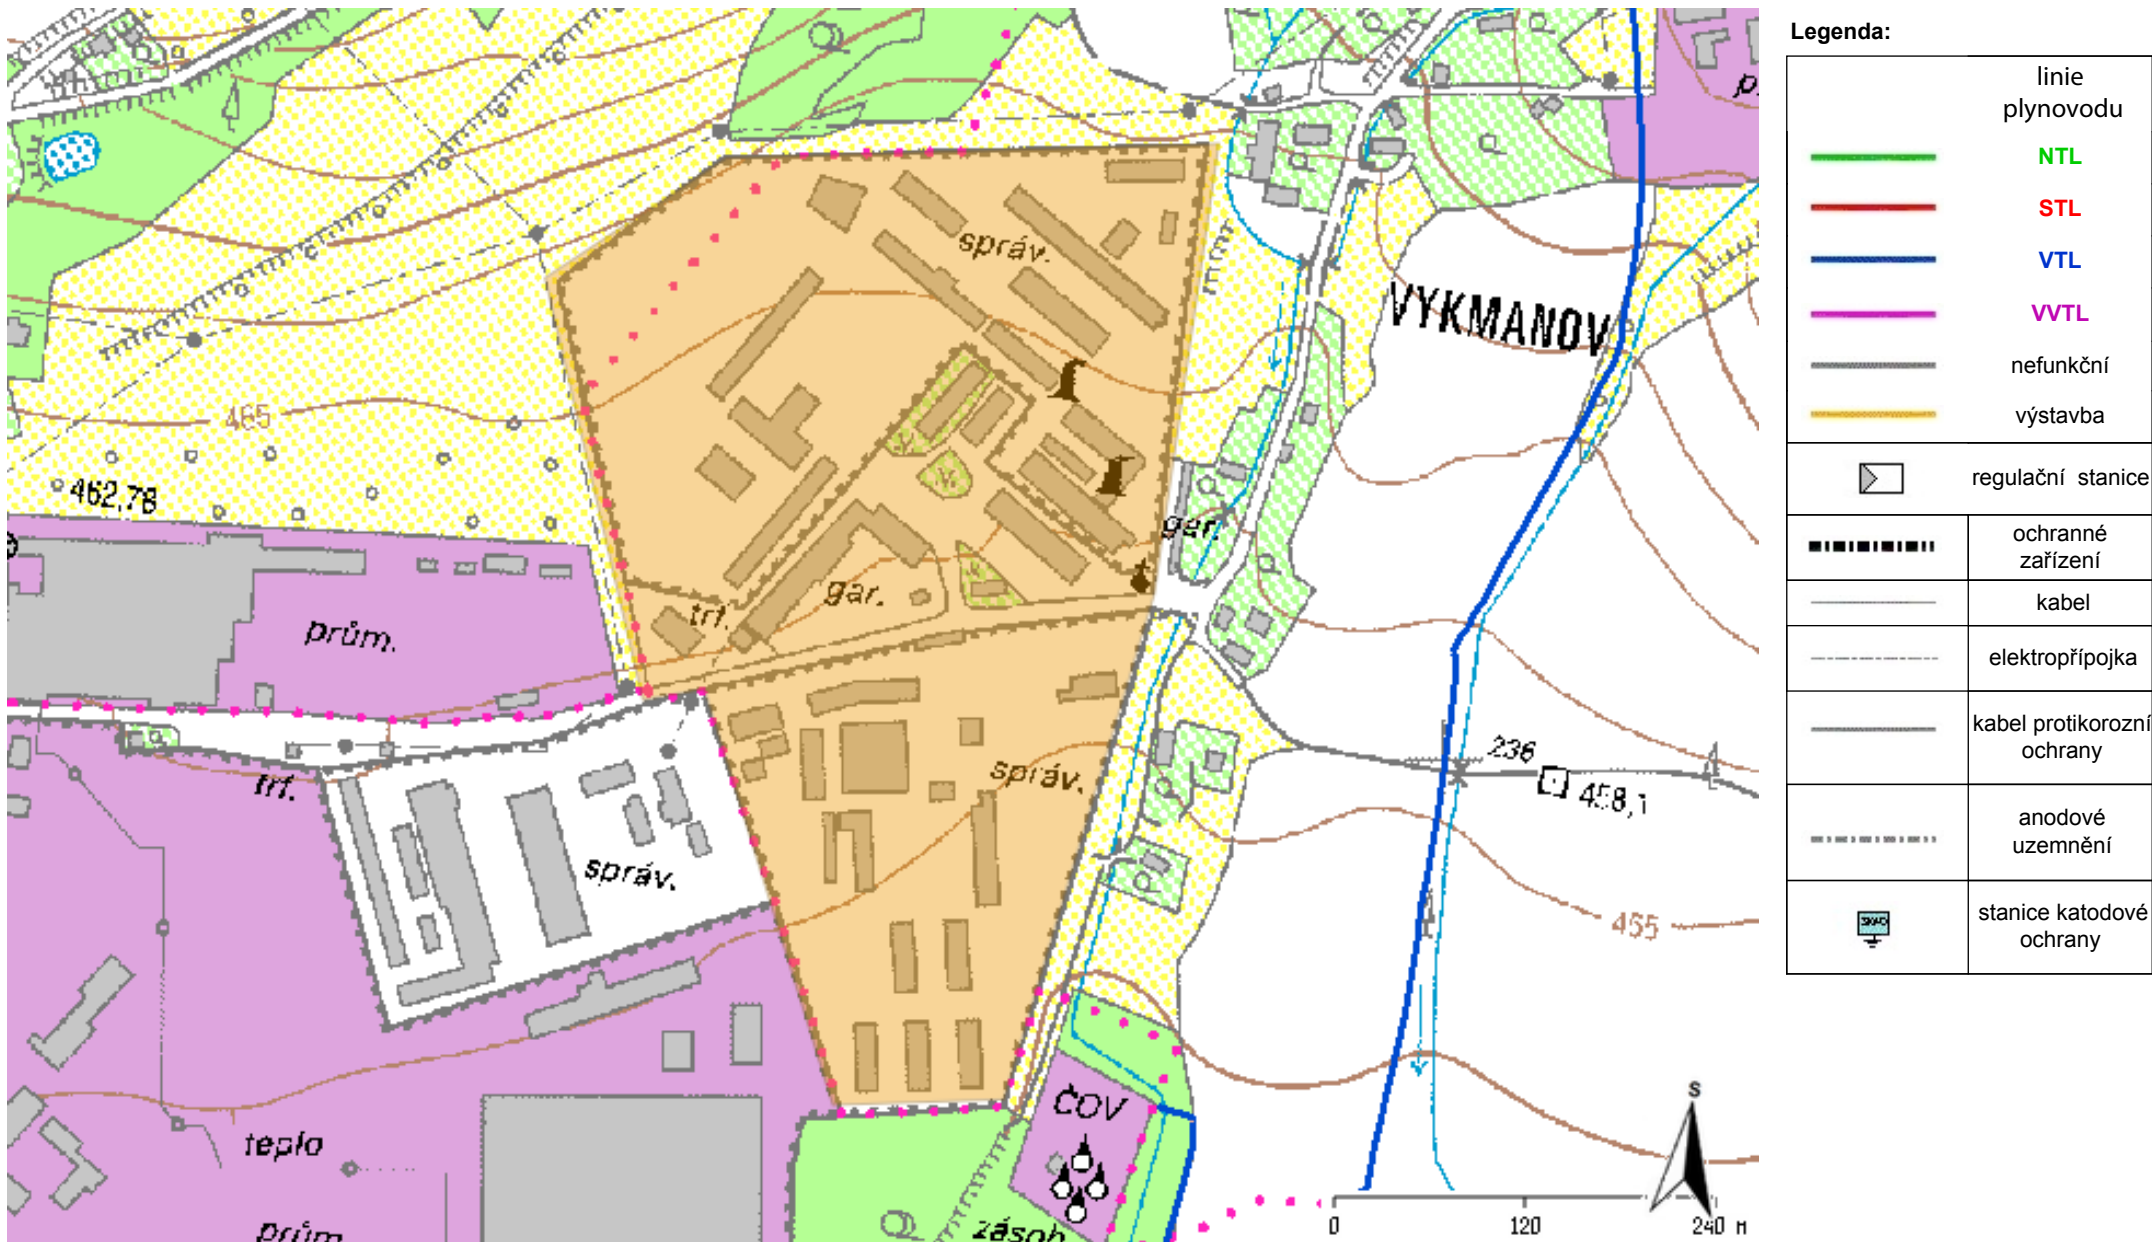 Legenda:
linie
plynovodu
NTL
STL
VTL
VVTL
nefunkční
výstavba
regulační stanice
ochranné
zařízení
kabel
elektropřípojka
kabel protikorozní
ochrany
anodové
uzemnění
stanice katodové
ochrany
správ.
VYKMANOV
465
462,78
gar.
gar.
trf.
prům.
trf.
správ.
správ.
236
458,1
455
ČOV
teplo
prům
zásob
S
0 120 240 M